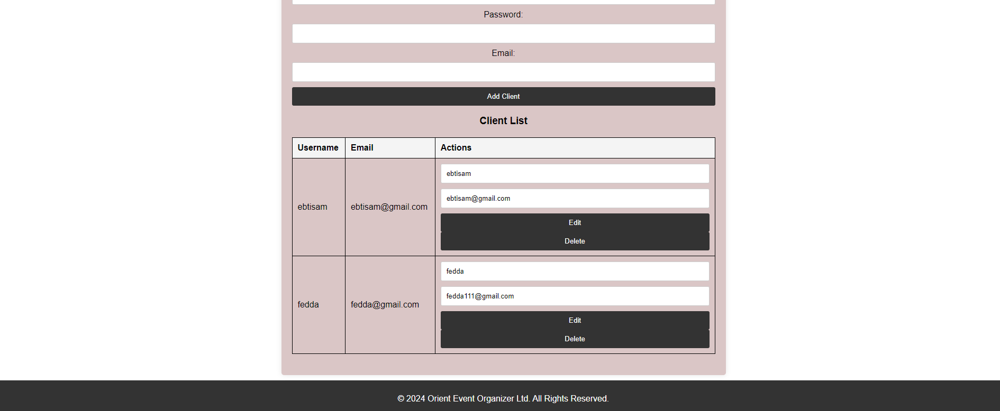 Password:
Email:
Add Client
Client List
Username Email Actions
ebtisam ebtisam@gmail.com
ebtisam
ebtisam@gmail.com
Edit
Delete
fedda fedda@gmail.com
fedda
fedda111@gmail.com
Edit
Delete
© 2024 Orient Event Organizer Ltd. All Rights Reserved.